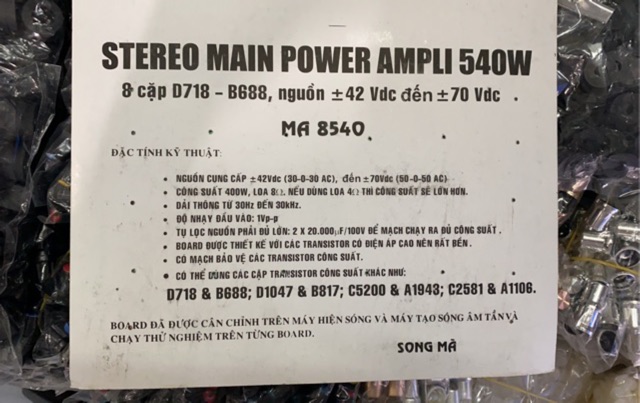 STEREO MAIN POWER AMPLI 540W
8 cặp D718 - B688, nguồn ±42 Vdc đến ±70 Vdc .
MA 8540
ĐẶC TÍNH KỸ THUẬT:
• NGUỒN CUNG CẤP ±42Vdc (30-0-30 AC), đến ±70Vdc (50-0-50 AC)
• CÔNG SUẤT 400W, LOA 8Ω. NẾU DÙNG LOA 4Ω THÌ CÔNG SUẤT SẼ LỚN HƠN.
• DẢI THÔNG TỪ 30Hz ĐẾN 30kHz.
• ĐỘ NHẠY ĐẦU VÀO: 1Vp-p
• TỤ LỌC NGUỒN PHẢI ĐỦ LỚN: 2 X 20.000µF/100V ĐỂ MẠCH CHẠY RA ĐỦ CÔNG SUẤT .
• BOARD ĐƯỢC THIẾT KẾ VỚI CÁC TRANSISTOR CÓ ĐIỆN ÁP CAO NÊN RẤT BỀN .
• CÓ MẠCH BẢO VỆ CÁC TRANSISTOR CÔNG SUẤT.
• CÓ THỂ DÙNG CÁC CẶP TRANSISTOR CÔNG SUẤT KHÁC NHƯ:
D718 & B688; D1047 & B817; C5200 & A1943; C2581 & A1106.
BOARD ĐÃ ĐƯỢC CÂN CHỈNH TRÊN MÁY HIỆN SÓNG VÀ MÁY TẠO SÓNG ÂM TẦN VÀ
CHẠY THỬ NGHIỆM TRÊN TỪNG BOARD.
SONG MÃ